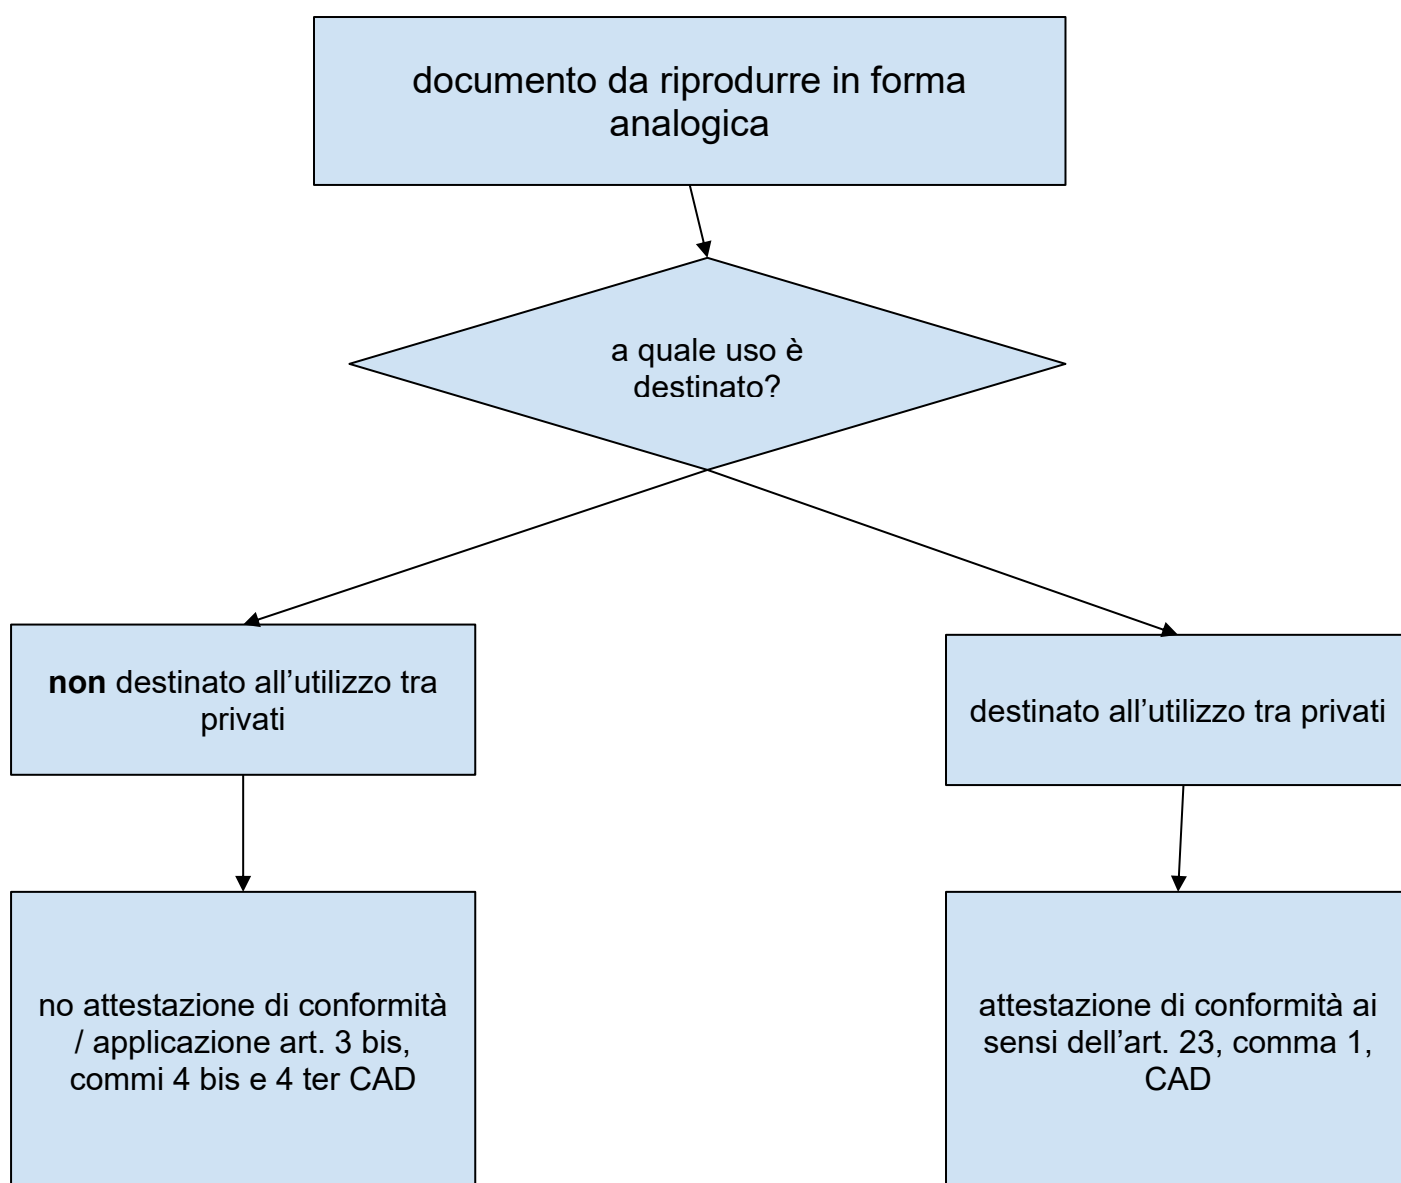 documento da riprodurre in forma
analogica
a quale uso è
destinato?
non destinato all’utilizzo tra
privati
destinato all’utilizzo tra privati
no attestazione di conformità
/ applicazione art. 3 bis,
commi 4 bis e 4 ter CAD
attestazione di conformità ai
sensi dell’art. 23, comma 1,
CAD